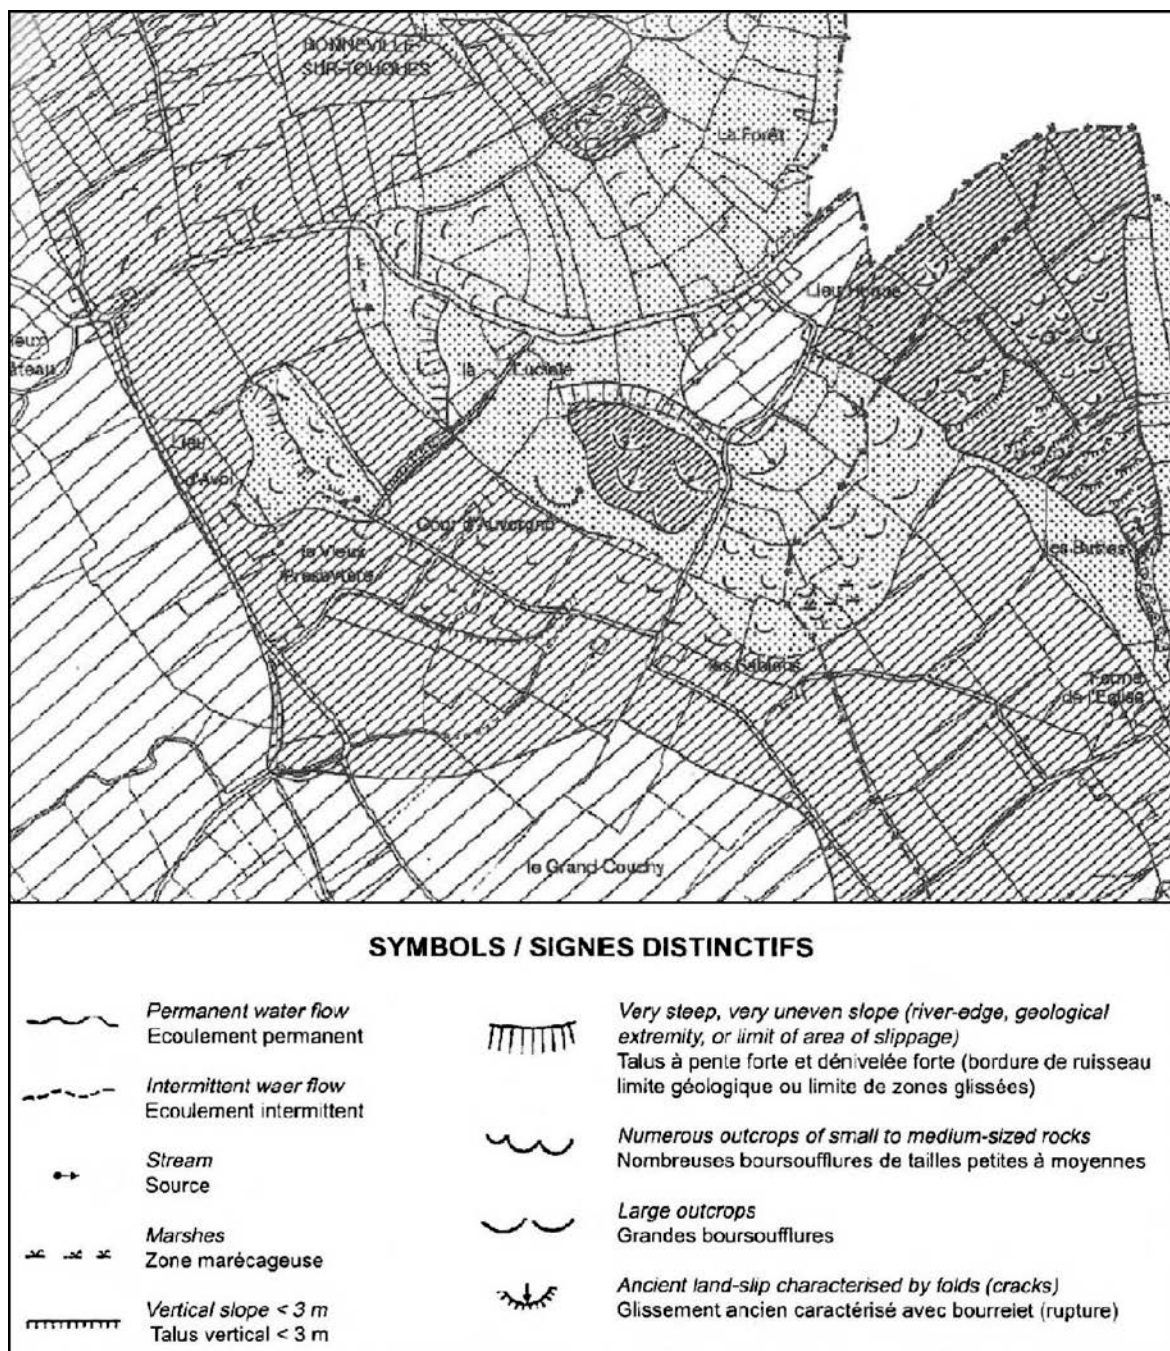 BONNEVILLE-
SUR-TOUQUES
La Forêt
Lieu
la Luciole
Lieu
le Vieux
Presbytère
Cour d'Auvergne
les Buttes
les Sablons
Ferme
de l'Eglise
le Grand Couchy
SYMBOLS / SIGNES DISTINCTIFS
Permanent water flow
Ecoulement permanent
Intermittent waer flow
Ecoulement intermittent
Stream
Source
Marshes
Zone marécageuse
Vertical slope < 3 m
Talus vertical < 3 m
Very steep, very uneven slope (river-edge, geological
extremity, or limit of area of slippage)
Talus à pente forte et dénivelée forte (bordure de ruisseau
limite géologique ou limite de zones glissées)
Numerous outcrops of small to medium-sized rocks
Nombreuses boursoufflures de tailles petites à moyennes
Large outcrops
Grandes boursoufflures
Ancient land-slip characterised by folds (cracks)
Glissement ancien caractérisé avec bourrelet (rupture)